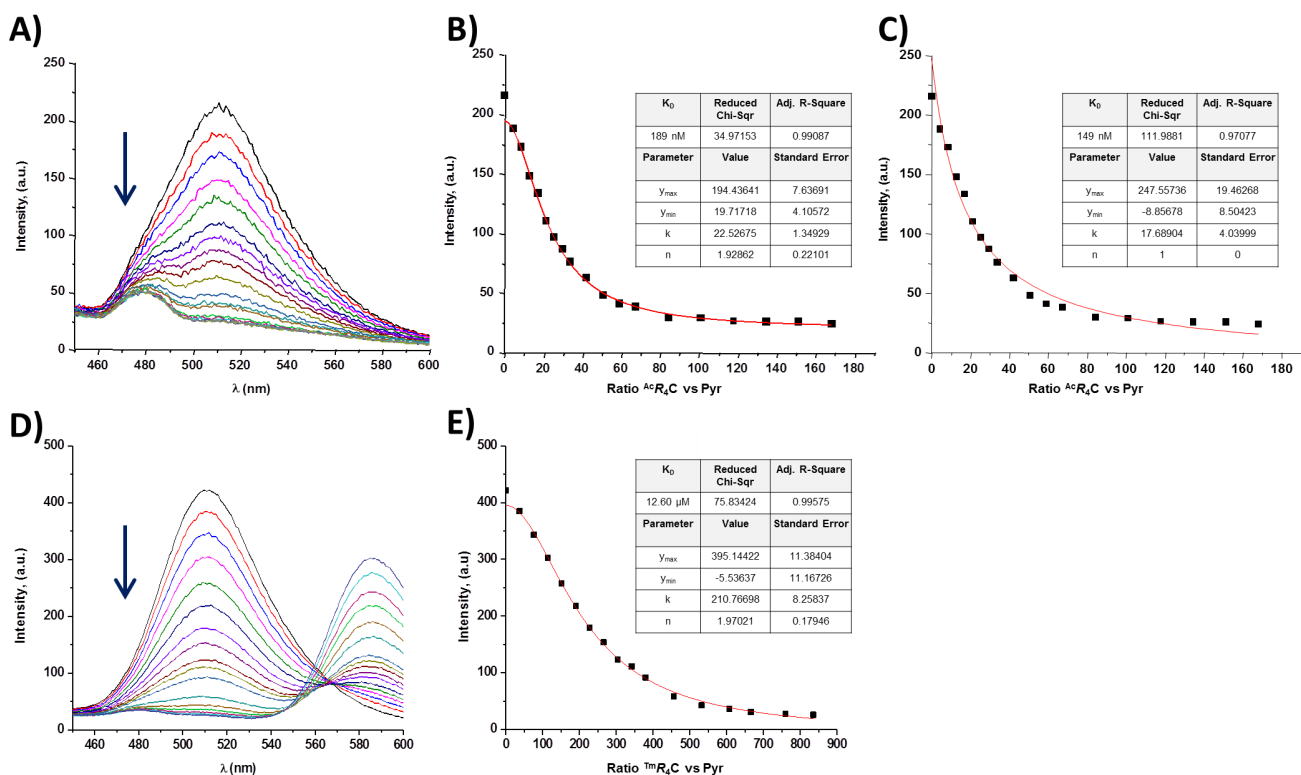 A)
250
200
150
100
50
0
Intensity, (a.u.)
460 480 500 520 540 560 580 600
λ (nm)
B)
250
200
150
100
50
0
Intensity (a.u.)
0 20 40 60 80 100 120 140 160 180
Ratio AcR4C vs Pyr
K_D Reduced Chi-Sqr Adj. R-Square
189 nM 34.97153 0.99087
Parameter Value Standard Error
y_max 194.43641 7.63691
y_min 19.71718 4.10572
k 22.52675 1.34929
n 1.92862 0.22101
C)
250
200
150
100
50
0
Intensity, (a.u.)
0 20 40 60 80 100 120 140 160 180
Ratio AcR4C vs Pyr
K_D Reduced Chi-Sqr Adj. R-Square
149 nM 111.9881 0.97077
Parameter Value Standard Error
y_max 247.55736 19.46268
y_min -8.85678 8.50423
k 17.68904 4.03999
n 1 0
D)
500
400
300
200
100
0
Intensity, (a.u.)
460 480 500 520 540 560 580 600
λ (nm)
E)
500
400
300
200
100
0
Intensity, (a.u)
0 100 200 300 400 500 600 700 800 900
Ratio TmR4C vs Pyr
K_D Reduced Chi-Sqr Adj. R-Square
12.60 µM 75.83424 0.99575
Parameter Value Standard Error
y_max 395.14422 11.38404
y_min -5.53637 11.16726
k 210.76698 8.25837
n 1.97021 0.17946